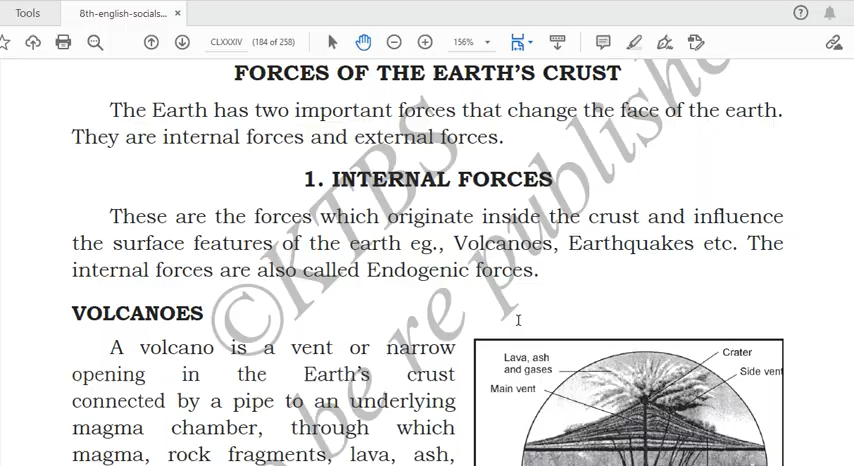 Tools
8th-english-socials... ×
CLXXXIV (184 of 258)
156%
FORCES OF THE EARTH'S CRUST
The Earth has two important forces that change the face of the earth.
They are internal forces and external forces.
1. INTERNAL FORCES
These are the forces which originate inside the crust and influence
the surface features of the earth eg., Volcanoes, Earthquakes etc. The
internal forces are also called Endogenic forces.
VOLCANOES
A volcano is a vent or narrow
opening in the Earth's crust
connected by a pipe to an underlying
magma chamber, through which
magma, rock fragments, lava, ash,
Lava, ash
and gases
Main vent
Crater
Side vent
©KTBS
be re publishe